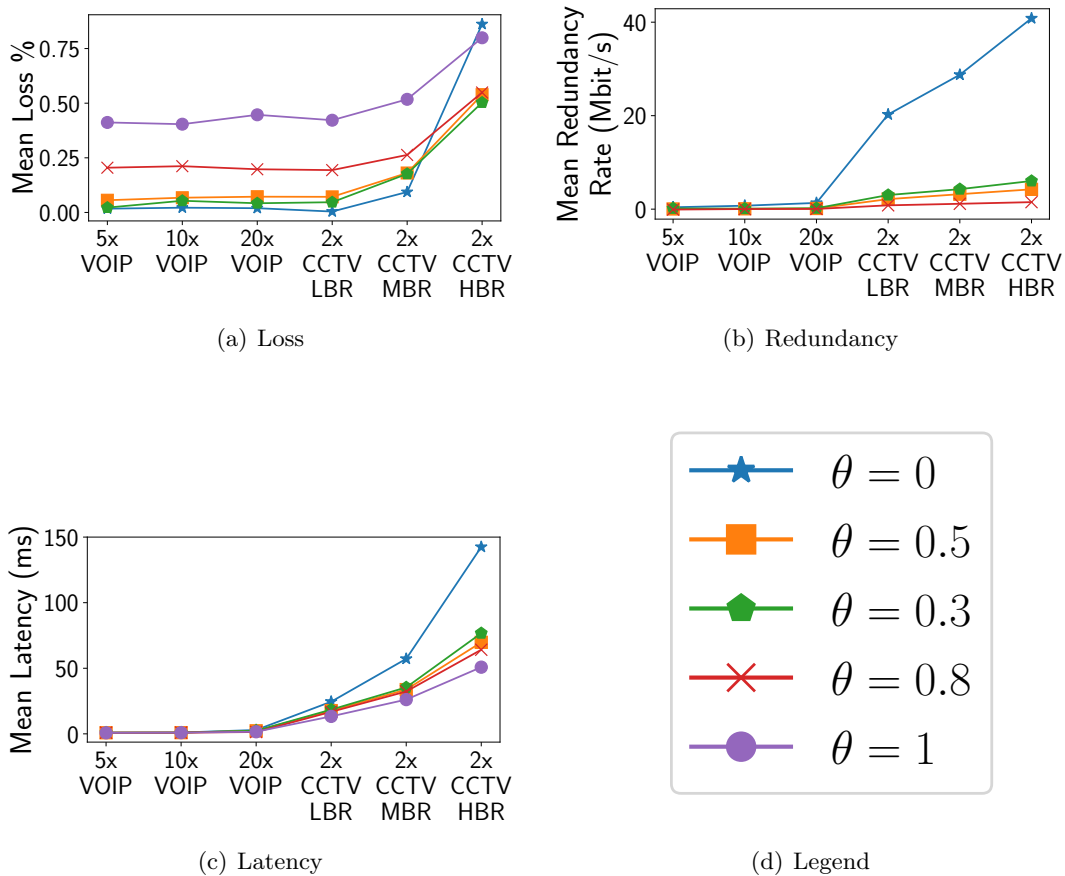 Mean Loss %
0.75
0.50
0.25
0.00
5x VOIP
10x VOIP
20x VOIP
2x CCTV LBR
2x CCTV MBR
2x CCTV HBR
(a) Loss
Mean Redundancy
Rate (Mbit/s)
40
20
0
5x VOIP
10x VOIP
20x VOIP
2x CCTV LBR
2x CCTV MBR
2x CCTV HBR
(b) Redundancy
Mean Latency (ms)
150
100
50
0
5x VOIP
10x VOIP
20x VOIP
2x CCTV LBR
2x CCTV MBR
2x CCTV HBR
(c) Latency
θ = 0
θ = 0.5
θ = 0.3
θ = 0.8
θ = 1
(d) Legend